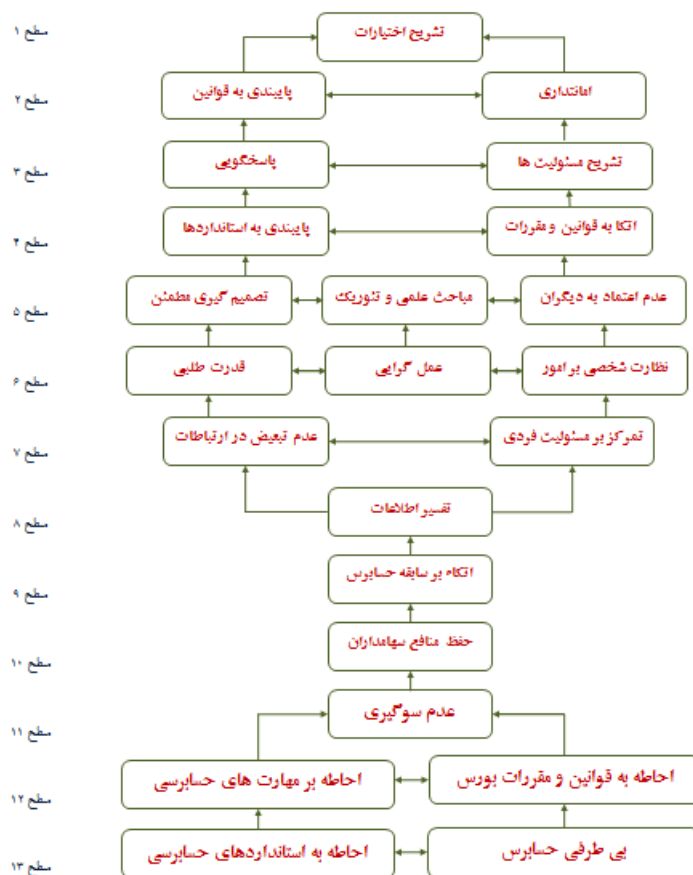 سطح ۱
تشریح اختیارات
سطح ۲
امانتداری
پایبندی به قوانین
سطح ۳
تشریح مسئولیت ها
پاسخگویی
سطح ۴
اتکا به قوانین و مقررات
پایبندی به استانداردها
سطح ۵
عدم اعتماد به دیگران
مباحث علمی و تئوریک
تصمیم گیری مطمئن
سطح ۶
نظارت شخصی بر امور
عمل گرایی
قدرت طلبی
سطح ۷
تمرکز بر مسئولیت فردی
عدم تبعیض در ارتباطات
سطح ۸
تفسیر اطلاعات
سطح ۹
اتکاء بر سابقه حسابرس
سطح ۱۰
حفظ منافع سهامداران
سطح ۱۱
عدم سوگیری
سطح ۱۲
احاطه به قوانین و مقررات بورس
احاطه بر مهارت های حسابرسی
سطح ۱۳
بی طرفی حسابرس
احاطه به استانداردهای حسابرسی